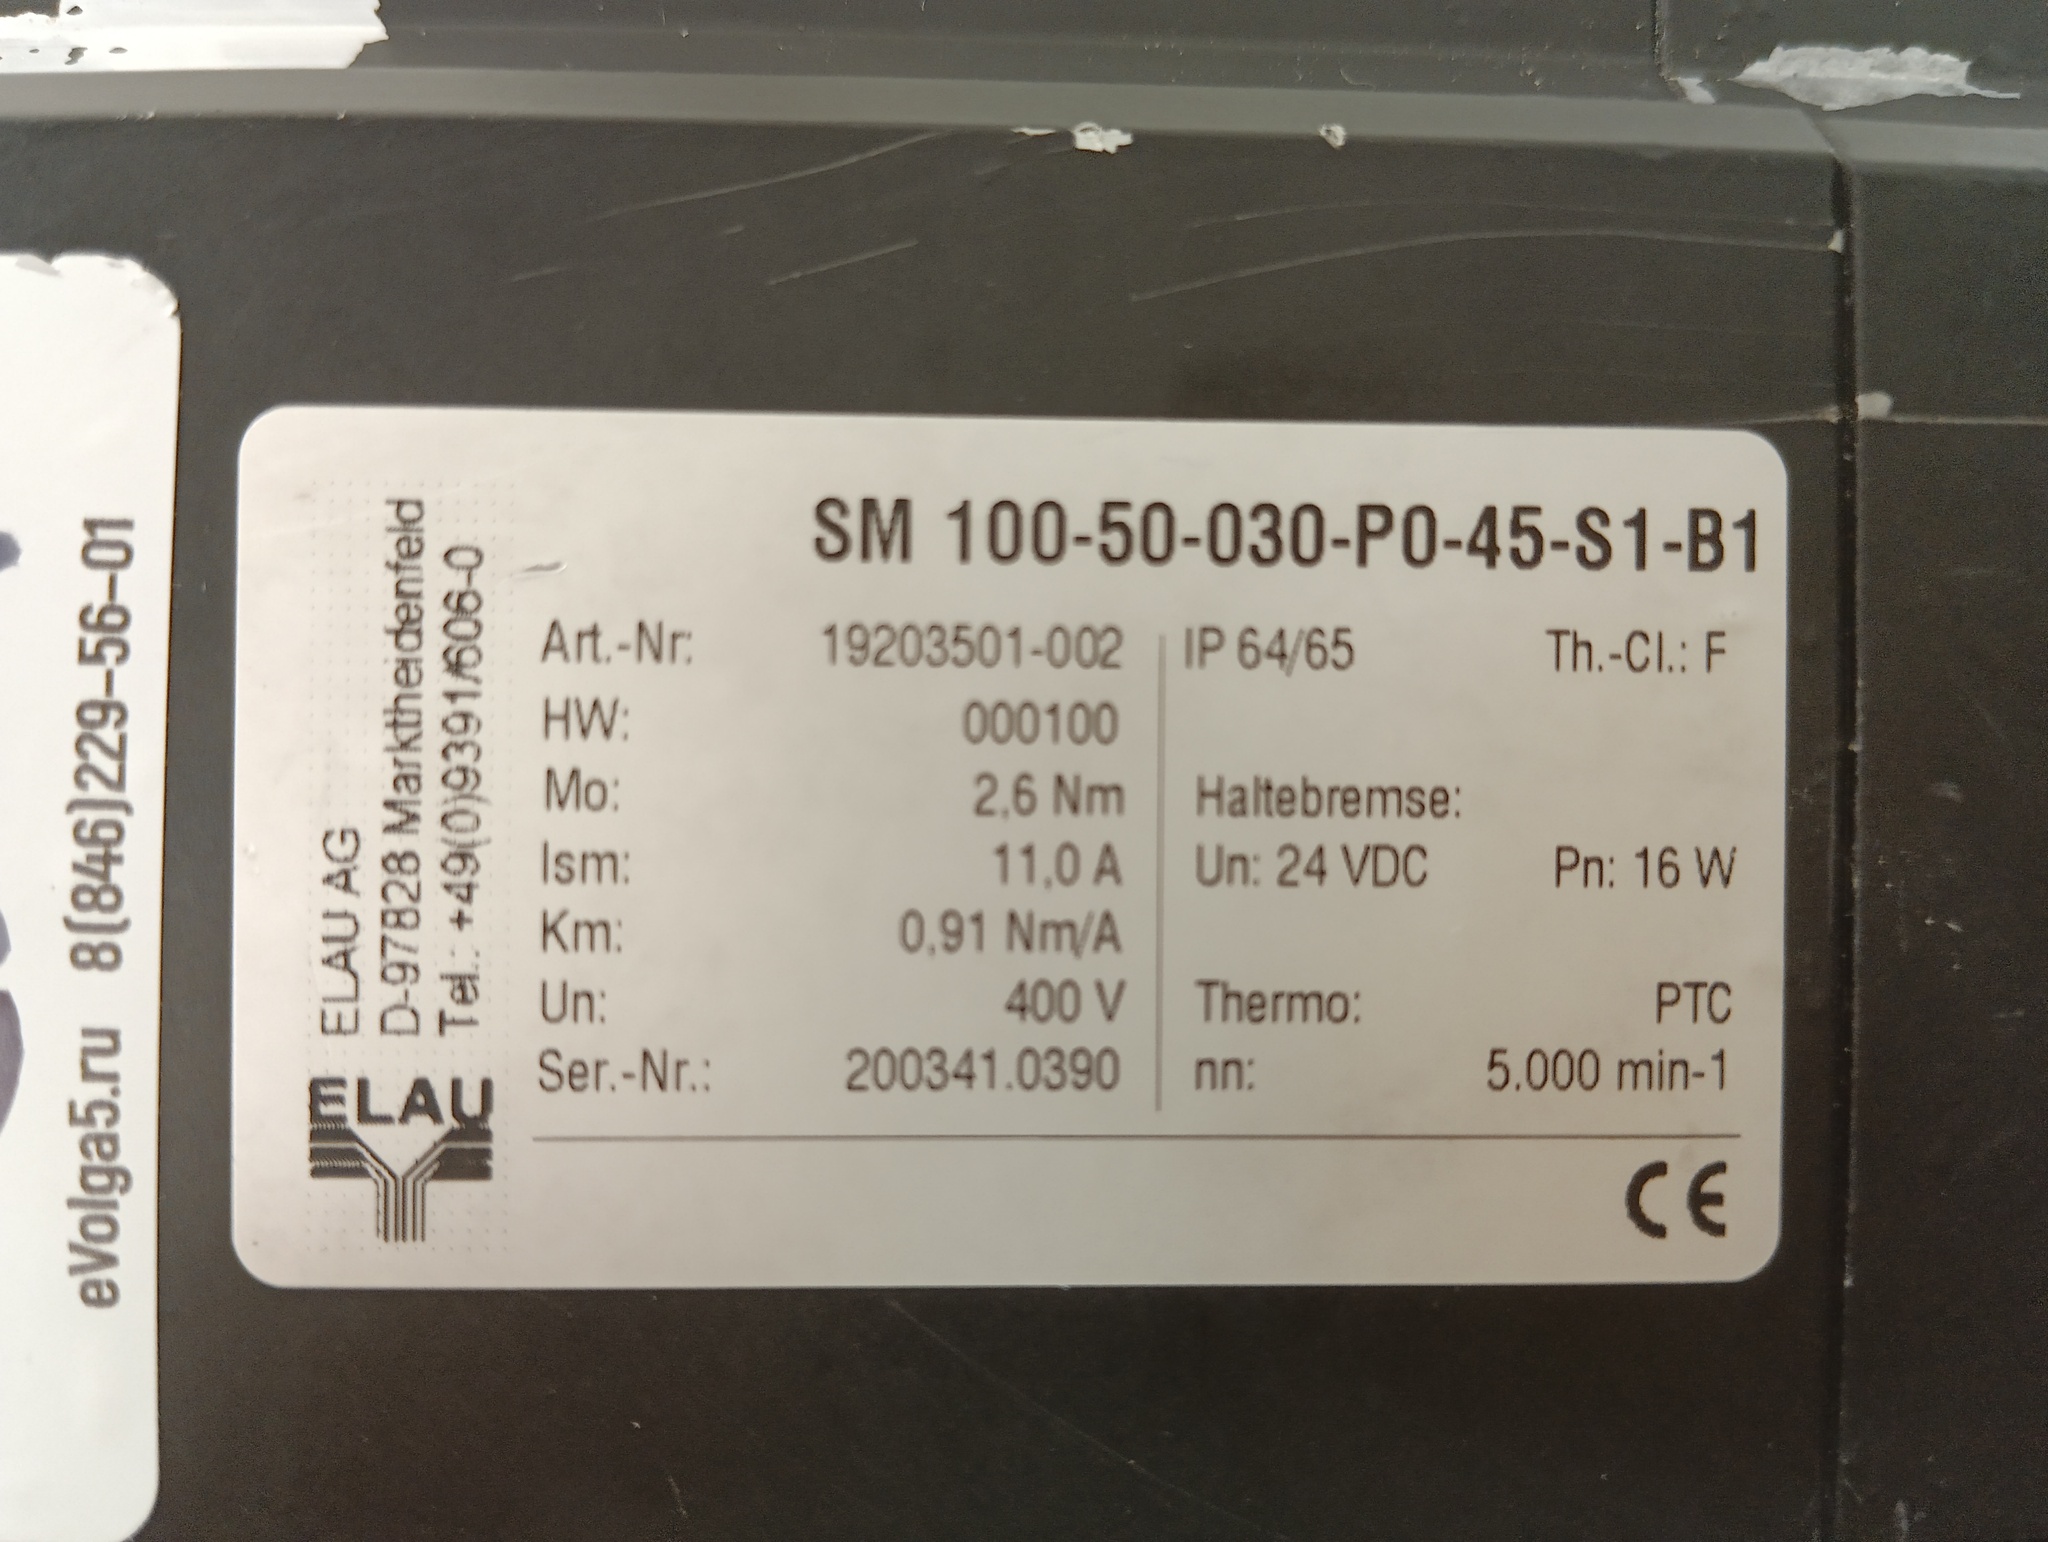 eVolga5.ru 8(846)229-56-01
ELAU AG
D-97828 Marktheidenfeld
Tel.: +49(0)9391/606-0
ELAU
SM 100-50-030-P0-45-S1-B1
Art.-Nr: 19203501-002 IP 64/65 Th.-Cl.: F
HW: 000100
Mo: 2,6 Nm Haltebremse:
Ism: 11,0 A Un: 24 VDC Pn: 16 W
Km: 0,91 Nm/A
Un: 400 V Thermo: PTC
Ser.-Nr.: 200341.0390 nn: 5.000 min-1
CE